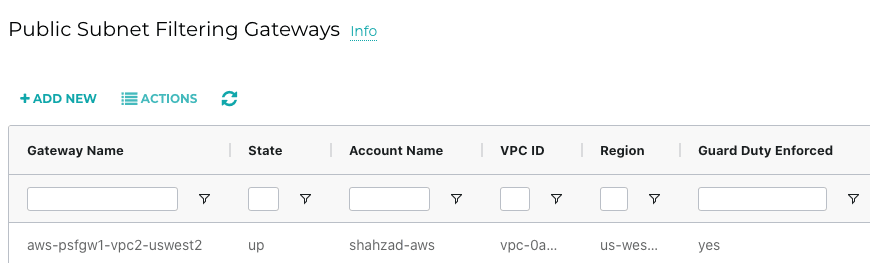 Public Subnet Filtering Gateways Info
+ ADD NEW ACTIONS
Gateway Name State Account Name VPC ID Region Guard Duty Enforced
aws-psfgw1-vpc2-uswest2 up shahzad-aws vpc-0a... us-wes... yes